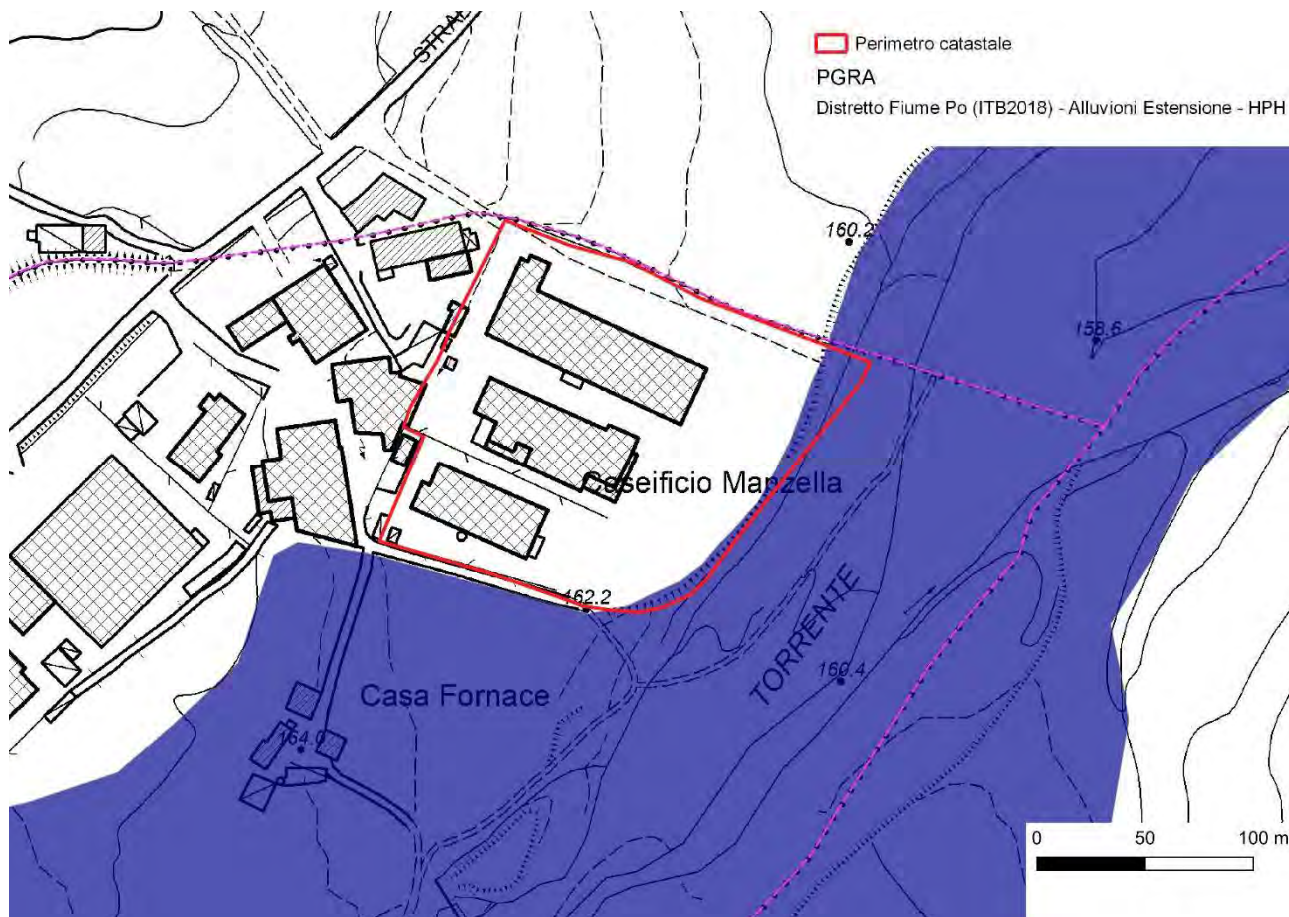 STRAD
Perimetro catastale
PGRA
Distretto Fiume Po (ITB2018) - Alluvioni Estensione - HPH
160.2
158.6
Caseificio Manzella
162.2
TORRENTE
160.4
Casa Fornace
164.0
0 50 100 m